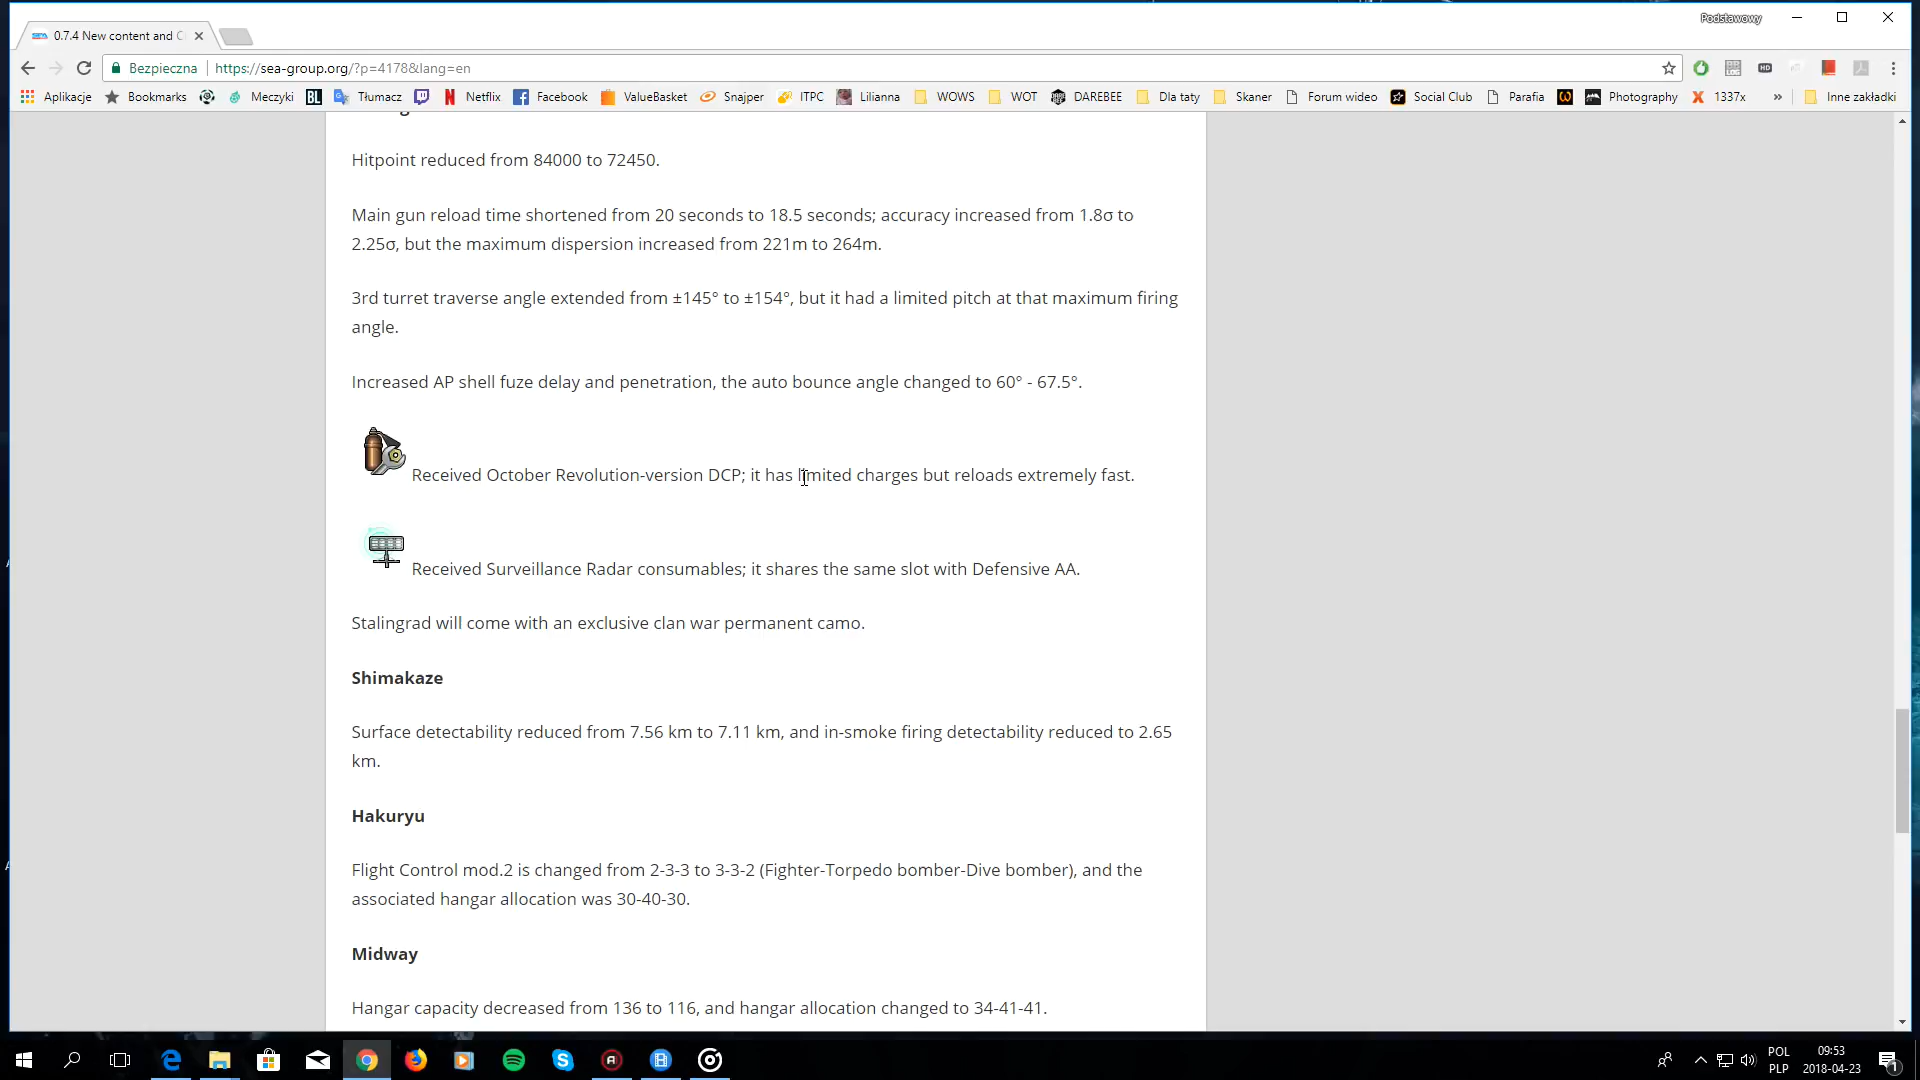 Podstawowy
0.7.4 New content and C
Bezpieczna
https://sea-group.org/?p=4178&lang=en
Aplikacje
Bookmarks
Meczyki
BL
Tłumacz
Netflix
Facebook
ValueBasket
Snajper
ITPC
Lilianna
WOWS
WOT
DAREBEE
Dla taty
Skaner
Forum wideo
Social Club
Parafia
Photography
1337x
»
Inne zakładki
Hitpoint reduced from 84000 to 72450.
Main gun reload time shortened from 20 seconds to 18.5 seconds; accuracy increased from 1.8σ to
2.25σ, but the maximum dispersion increased from 221m to 264m.
3rd turret traverse angle extended from ±145° to ±154°, but it had a limited pitch at that maximum firing
angle.
Increased AP shell fuze delay and penetration, the auto bounce angle changed to 60° - 67.5°.
Received October Revolution-version DCP; it has limited charges but reloads extremely fast.
Received Surveillance Radar consumables; it shares the same slot with Defensive AA.
Stalingrad will come with an exclusive clan war permanent camo.
Shimakaze
Surface detectability reduced from 7.56 km to 7.11 km, and in-smoke firing detectability reduced to 2.65
km.
Hakuryu
Flight Control mod.2 is changed from 2-3-3 to 3-3-2 (Fighter-Torpedo bomber-Dive bomber), and the
associated hangar allocation was 30-40-30.
Midway
Hangar capacity decreased from 136 to 116, and hangar allocation changed to 34-41-41.
POL
PLP
09:53
2018-04-23
1